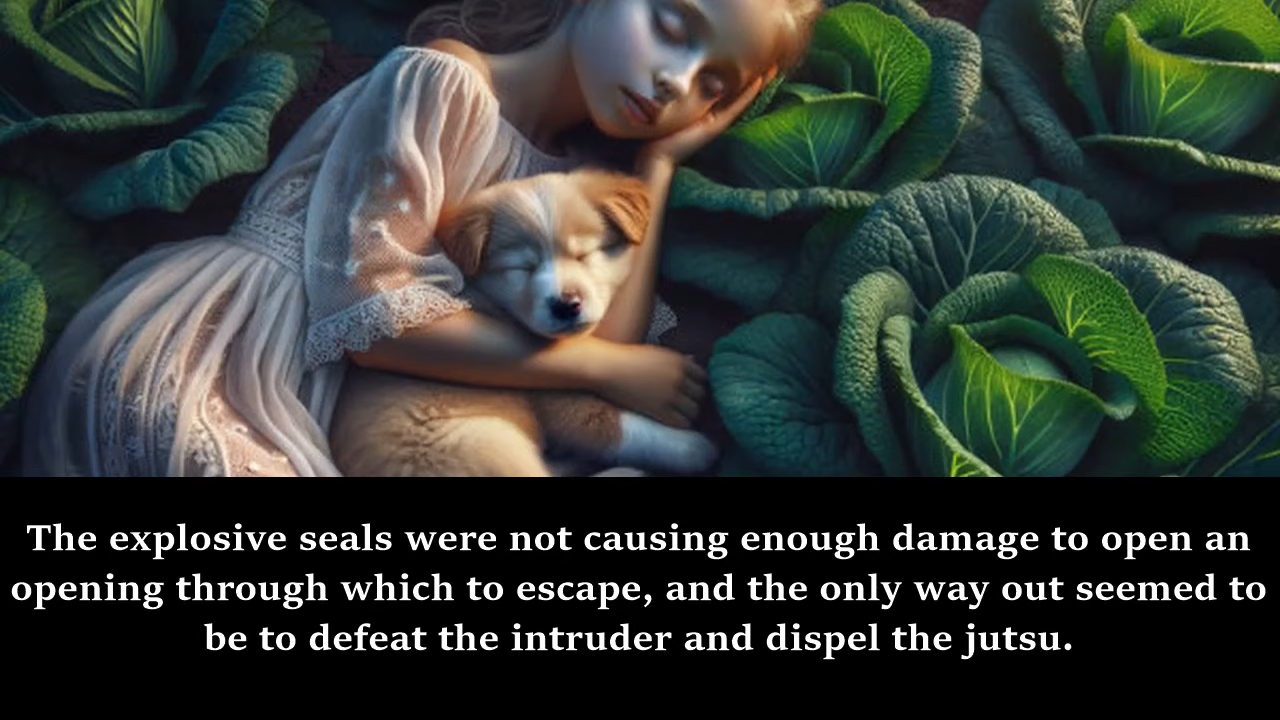 The explosive seals were not causing enough damage to open an
opening through which to escape, and the only way out seemed to
be to defeat the intruder and dispel the jutsu.